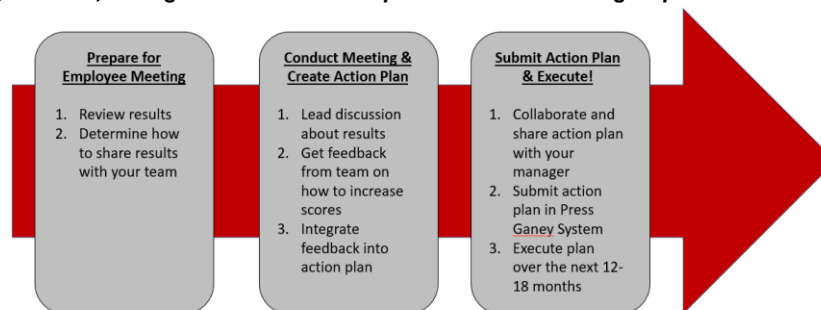 Prepare for
Employee Meeting
1. Review results
2. Determine how
to share results
with your team
Conduct Meeting &
Create Action Plan
1. Lead discussion
about results
2. Get feedback
from team on
how to increase
scores
3. Integrate
feedback into
action plan
Submit Action Plan
& Execute!
1. Collaborate and
share action plan
with your
manager
2. Submit action
plan in Press
Ganey System
3. Execute plan
over the next 12-
18 months